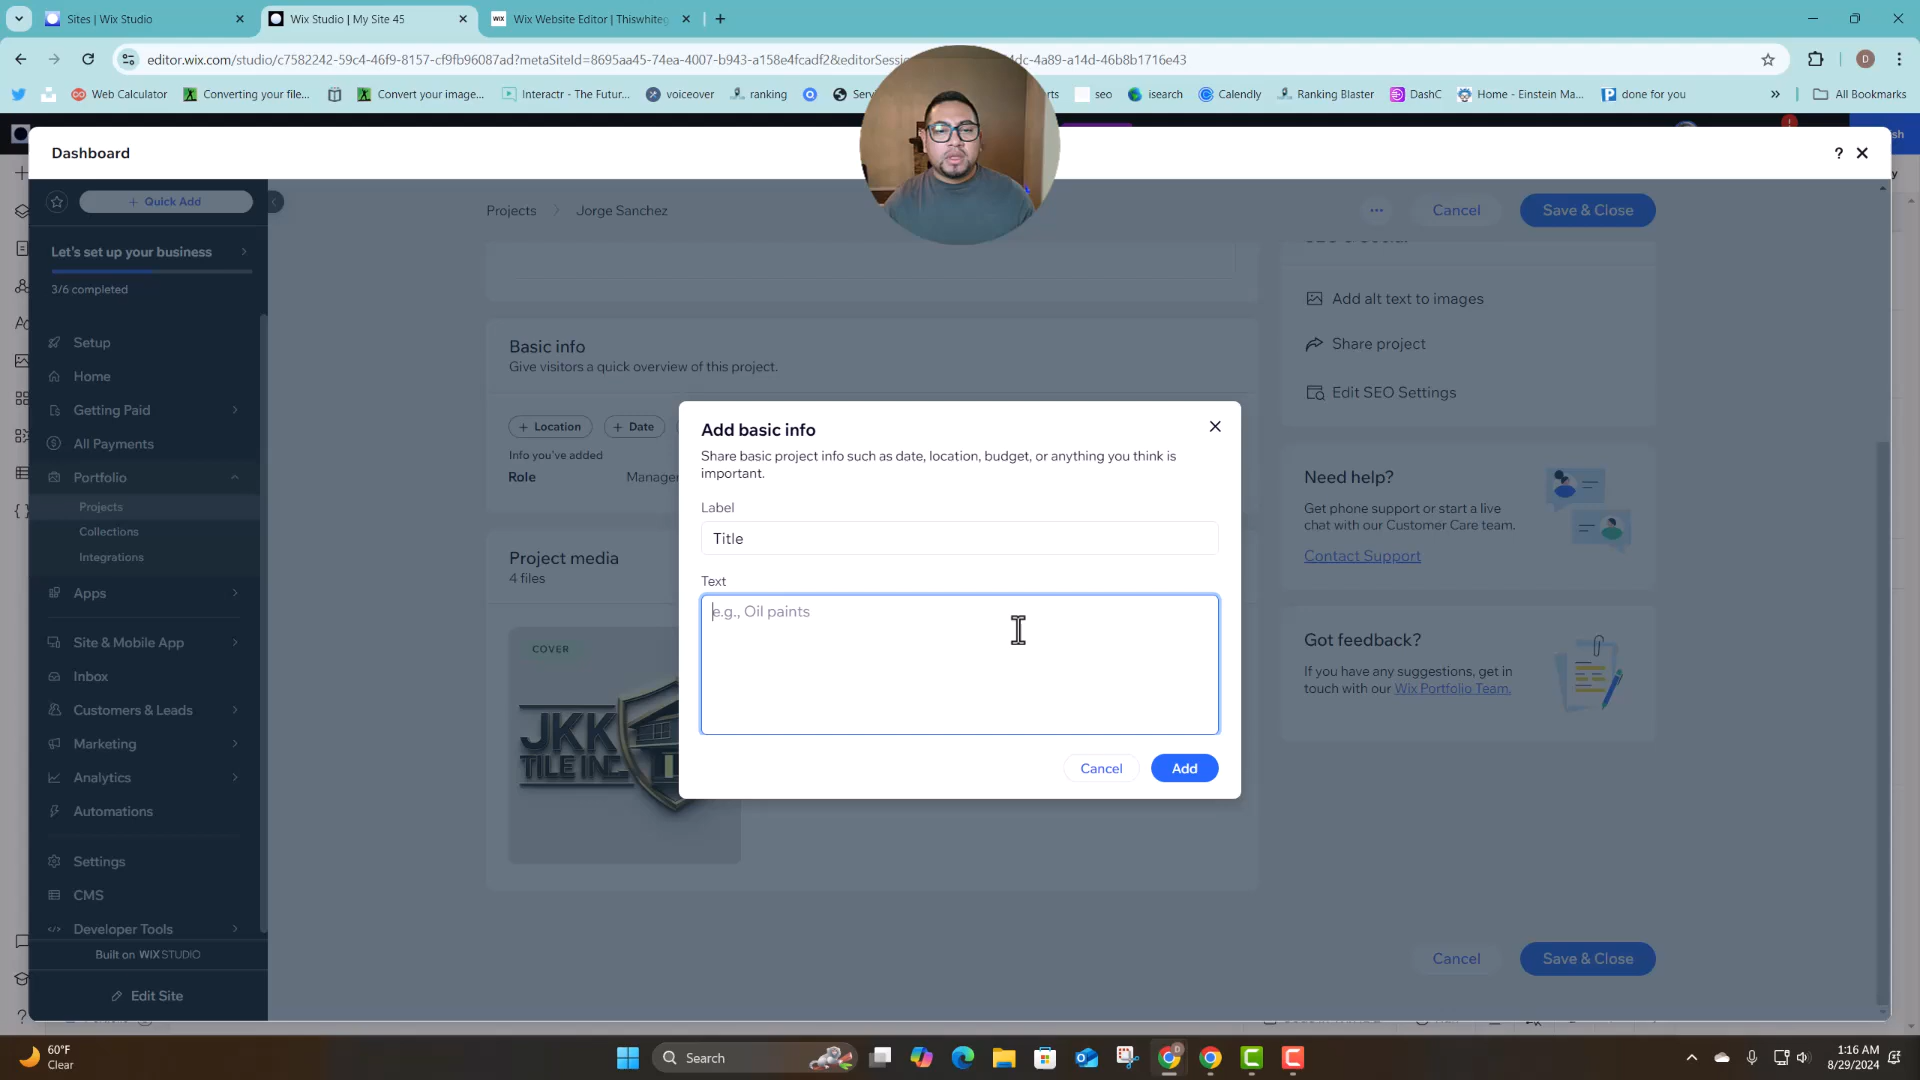 Sites | Wix Studio
Wix Studio | My Site 45
WIX Wix Website Editor | Thiswhiteg
editor.wix.com/studio/c7582242-59c4-46f9-8157-cf9fb96087ad?metaSiteId=8695aa45-74ea-4007-b943-a158e4fcadf2&editorSessi
4dc-4a89-a14d-46b8b1716e43
D
Web Calculator
Converting your file...
Convert your image...
Interactr - The Futur...
voiceover
ranking
Serv
orts
seo
isearch
Calendly
Ranking Blaster
DashC
Home - Einstein Ma...
done for you
All Bookmarks
Dashboard
?
+ Quick Add
Let's set up your business
3/6 completed
Setup
Home
Getting Paid
All Payments
Portfolio
Projects
Collections
Integrations
Apps
Site & Mobile App
Inbox
Customers & Leads
Marketing
Analytics
Automations
Settings
CMS
Developer Tools
Built on WIX STUDIO
Edit Site
Projects > Jorge Sanchez
Cancel
Save & Close
Basic info
Give visitors a quick overview of this project.
+ Location
+ Date
Info you've added
Role
Manager
Project media
4 files
COVER
JKK
TILE INC.
Add basic info
Share basic project info such as date, location, budget, or anything you think is
important.
Label
Title
Text
e.g., Oil paints
Cancel
Add
Add alt text to images
Share project
Edit SEO Settings
Need help?
Get phone support or start a live
chat with our Customer Care team.
Contact Support
Got feedback?
If you have any suggestions, get in
touch with our Wix Portfolio Team.
Cancel
Save & Close
60°F
Clear
Search
1:16 AM
8/29/2024